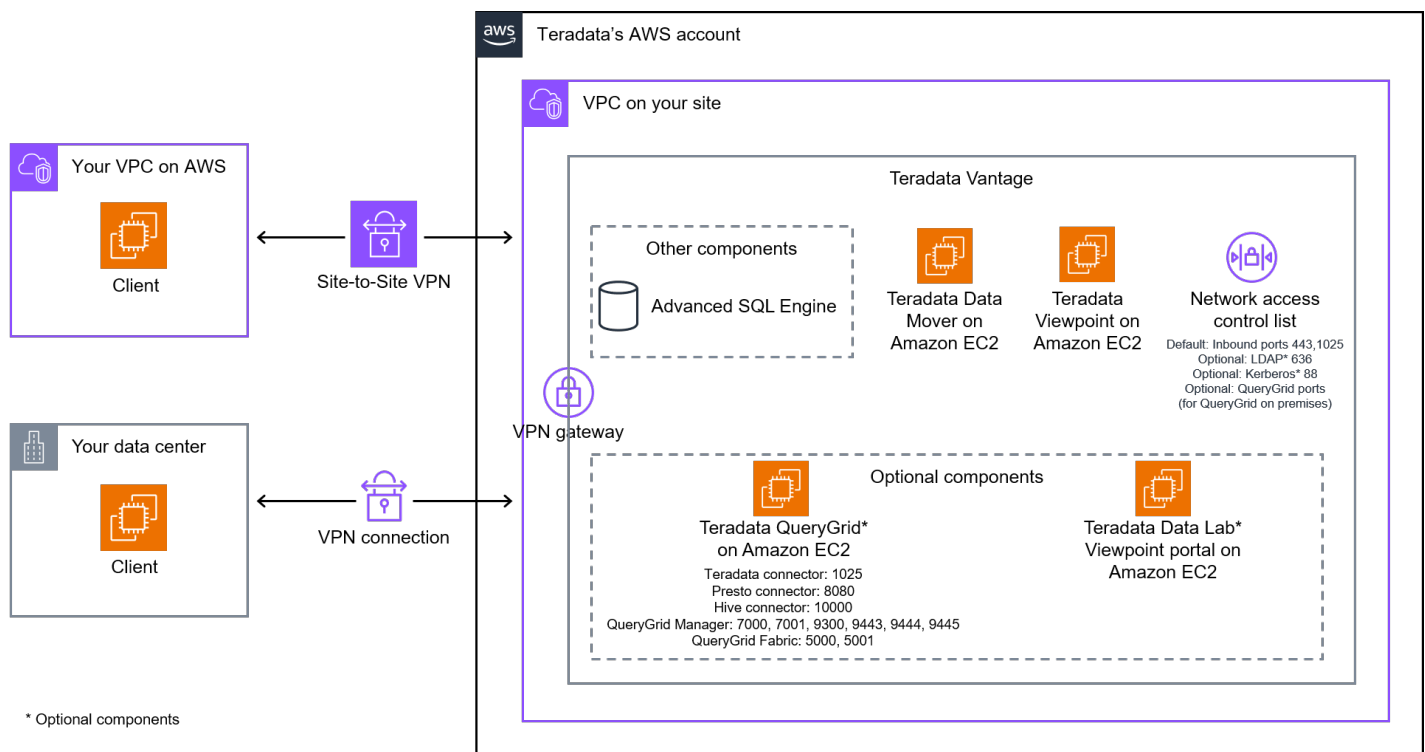 aws
Teradata's AWS account
VPC on your site
Your VPC on AWS
Client
Site-to-Site VPN
Teradata Vantage
Other components
Advanced SQL Engine
Teradata Data
Mover on
Amazon EC2
Teradata
Viewpoint on
Amazon EC2
Network access
control list
Default: Inbound ports 443,1025
Optional: LDAP* 636
Optional: Kerberos* 88
Optional: QueryGrid ports
(for QueryGrid on premises)
VPN gateway
Your data center
Client
VPN connection
Optional components
Teradata QueryGrid*
on Amazon EC2
Teradata connector: 1025
Presto connector: 8080
Hive connector: 10000
QueryGrid Manager: 7000, 7001, 9300, 9443, 9444, 9445
QueryGrid Fabric: 5000, 5001
Teradata Data Lab*
Viewpoint portal on
Amazon EC2
* Optional components